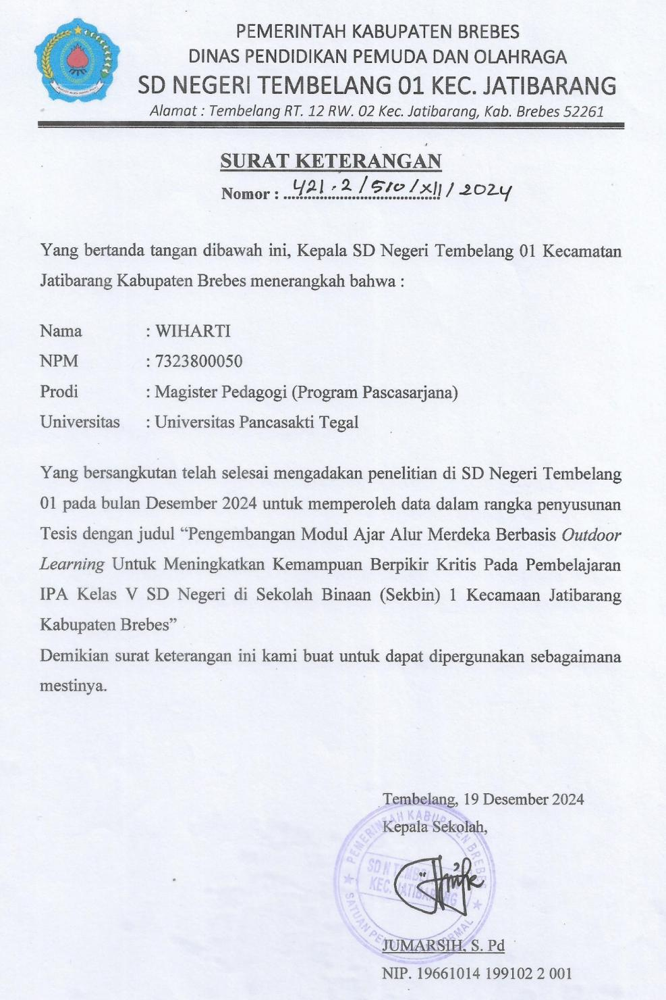 PEMERINTAH KABUPATEN BREBES
DINAS PENDIDIKAN PEMUDA DAN OLAHRAGA
SD NEGERI TEMBELANG 01 KEC. JATIBARANG
Alamat : Tembelang RT. 12 RW. 02 Kec. Jatibarang, Kab. Brebes 52261
SURAT KETERANGAN
Nomor : 421.2/510/XII/2024
Yang bertanda tangan dibawah ini, Kepala SD Negeri Tembelang 01 Kecamatan
Jatibarang Kabupaten Brebes menerangkah bahwa :
Nama : WIHARTI
NPM : 7323800050
Prodi : Magister Pedagogi (Program Pascasarjana)
Universitas : Universitas Pancasakti Tegal
Yang bersangkutan telah selesai mengadakan penelitian di SD Negeri Tembelang
01 pada bulan Desember 2024 untuk memperoleh data dalam rangka penyusunan
Tesis dengan judul “Pengembangan Modul Ajar Alur Merdeka Berbasis Outdoor
Learning Untuk Meningkatkan Kemampuan Berpikir Kritis Pada Pembelajaran
IPA Kelas V SD Negeri di Sekolah Binaan (Sekbin) 1 Kecamaan Jatibarang
Kabupaten Brebes”
Demikian surat keterangan ini kami buat untuk dapat dipergunakan sebagaimana
mestinya.
Tembelang, 19 Desember 2024
Kepala Sekolah,
PEMERINTAH KABUPATEN BREBES
SD N
KEC. JATIBARANG
SATUAN
JUMARSIH, S. Pd
NIP. 19661014 199102 2 001